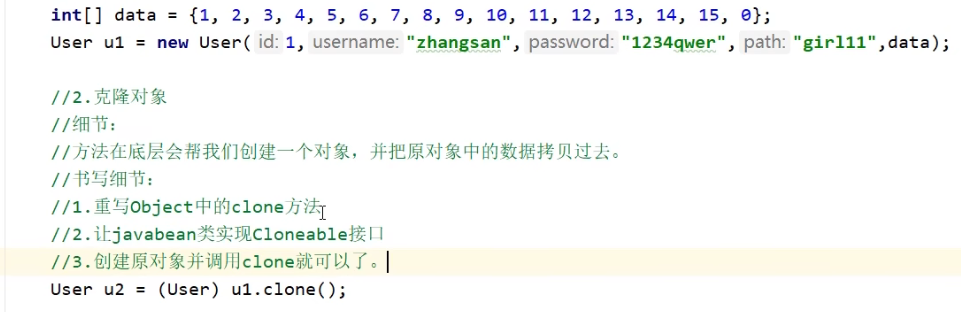 int[] data = {1, 2, 3, 4, 5, 6, 7, 8, 9, 10, 11, 12, 13, 14, 15, 0};
User u1 = new User( id: 1, username: "zhangsan", password: "1234qwer", path: "girl11",data);
//2.克隆对象
//细节：
//方法在底层会帮我们创建一个对象，并把原对象中的数据拷贝过去。
//书写细节：
//1.重写Object中的clone方法
//2.让javabean类实现Cloneable接口
//3.创建原对象并调用clone就可以了。
User u2 = (User) u1.clone();